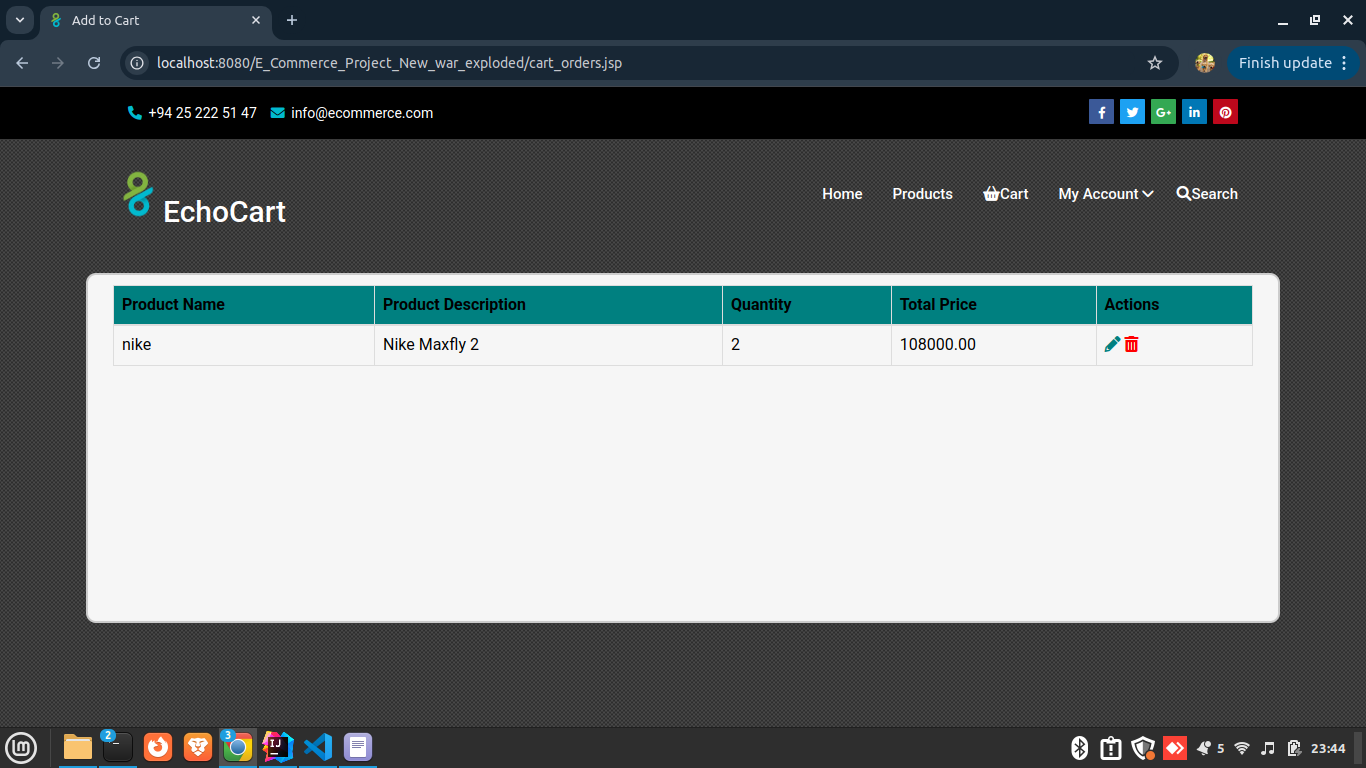 Add to Cart
localhost:8080/E_Commerce_Project_New_war_exploded/cart_orders.jsp
Finish update
+94 25 222 51 47 info@ecommerce.com
f G+ in
EchoCart
Home Products Cart My Account Search
Product Name Product Description Quantity Total Price Actions
nike Nike Maxfly 2 2 108000.00
2 3 IJ 5 23:44